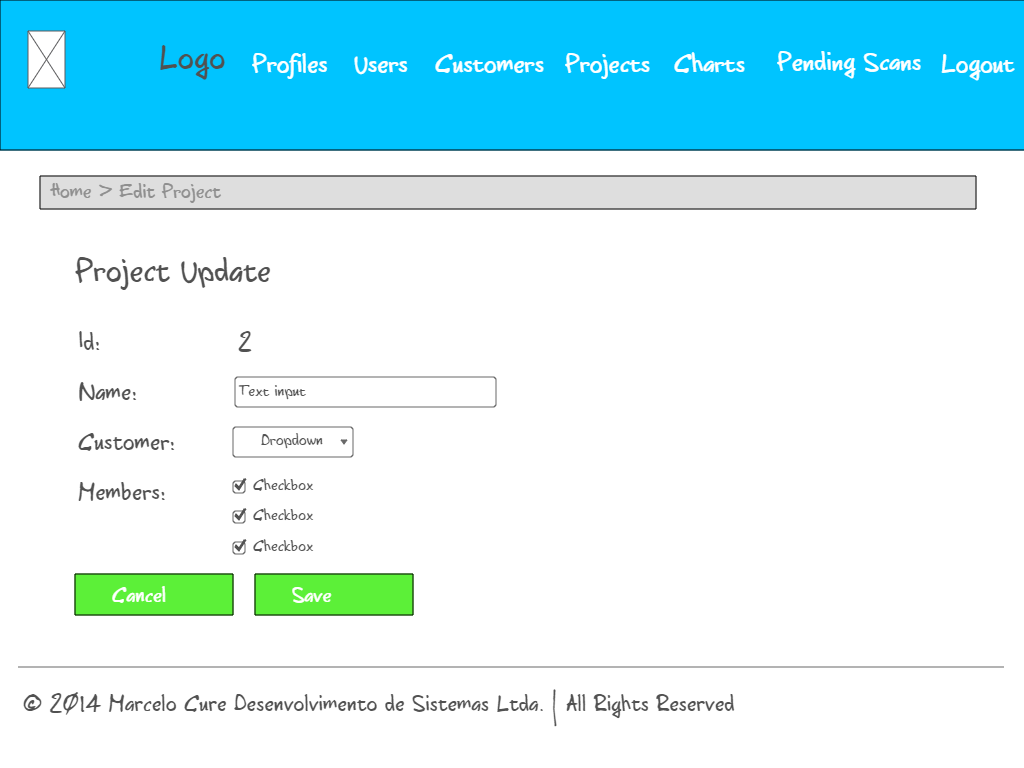 Logo Profiles Users Customers Projects Charts Pending Scans Logout
Home > Edit Project
Project Update
Id: 2
Name: Text input
Customer: Dropdown
Members: Checkbox
Checkbox
Checkbox
Cancel Save
© 2014 Marcelo Cure Desenvolvimento de Sistemas Ltda. | All Rights Reserved